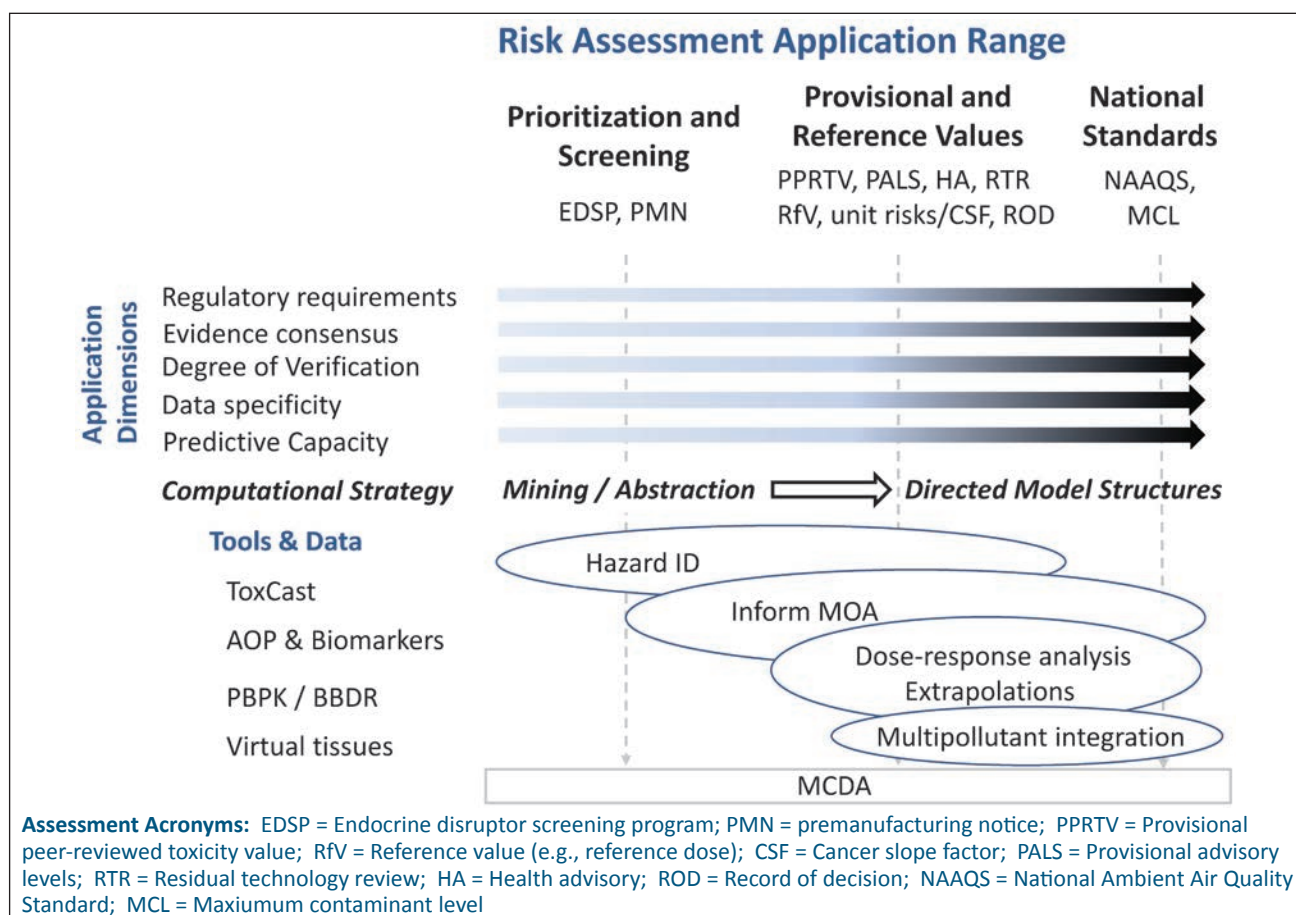 Risk Assessment Application Range
Prioritization and
Screening
EDSP, PMN
Provisional and
Reference Values
PPRTV, PALS, HA, RTR
RfV, unit risks/CSF, ROD
National
Standards
NAAQS,
MCL
Application
Dimensions
Regulatory requirements
Evidence consensus
Degree of Verification
Data specificity
Predictive Capacity
Computational Strategy
Mining / Abstraction
Directed Model Structures
Tools & Data
ToxCast
AOP & Biomarkers
PBPK / BBDR
Virtual tissues
Hazard ID
Inform MOA
Dose-response analysis
Extrapolations
Multipollutant integration
MCDA
Assessment Acronyms: EDSP = Endocrine disruptor screening program; PMN = premanufacturing notice; PPRTV = Provisional
peer-reviewed toxicity value; RfV = Reference value (e.g., reference dose); CSF = Cancer slope factor; PALS = Provisional advisory
levels; RTR = Residual technology review; HA = Health advisory; ROD = Record of decision; NAAQS = National Ambient Air Quality
Standard; MCL = Maxiumum contaminant level